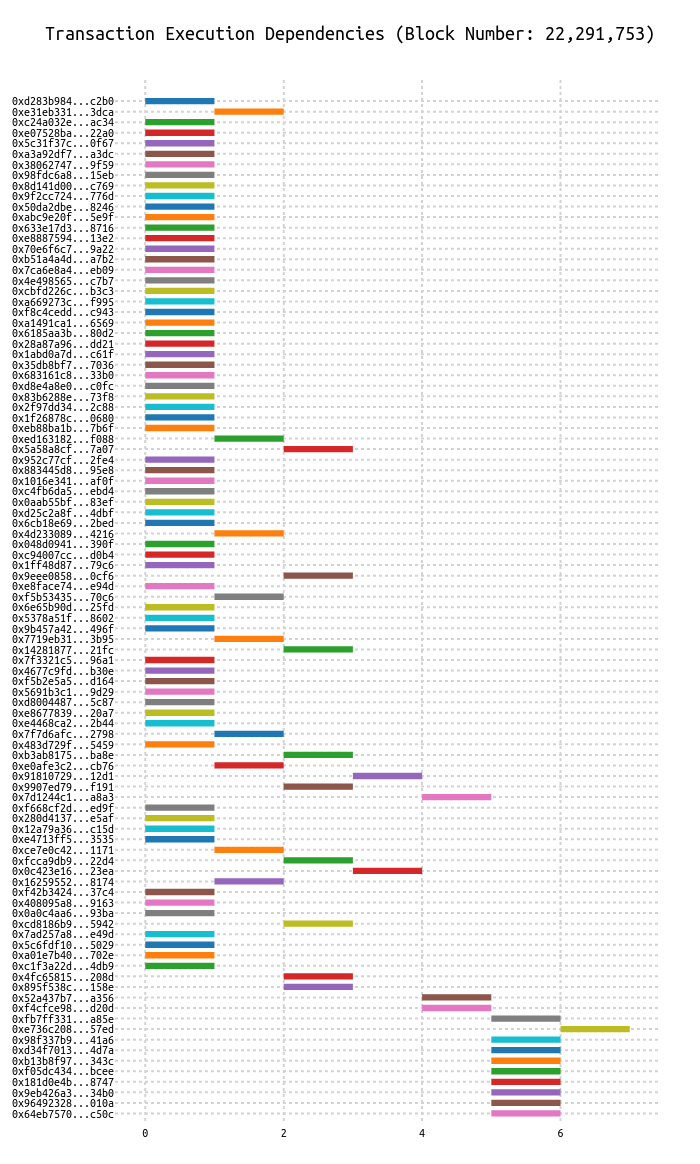 Transaction Execution Dependencies (Block Number: 22,291,753)
0xd283b984...c2b0
0xe31eb331...3dca
0xc24a032e...ac34
0xe07528ba...22a0
0x5c31f37c...0f67
0xa3a92df7...a3dc
0x38062747...9f59
0x98fdc6a8...15eb
0x8d141d00...c769
0x9f2cc724...776d
0x50da2dbe...8246
0xabc9e20f...5e9f
0x633e17d3...8716
0xe8887594...13e2
0x70e6f6c7...9a22
0xb51a4a4d...a7b2
0x7ca6e8a4...eb09
0x4e498565...c7b7
0xcbfd226c...b3c3
0xa669273c...f995
0xf8c4cedd...c943
0xa1491ca1...6569
0x6185aa3b...80d2
0x28a87a96...dd21
0x1abd0a7d...c61f
0x35db8bf7...7036
0x683161c8...33b0
0xd8e4a8e0...c0fc
0x83b6288e...73f8
0x2f97dd34...2c88
0x1f26878c...0680
0xeb88ba1b...7b6f
0xed163182...f088
0x5a58a8cf...7a07
0x952c77cf...2fe4
0x883445d8...95e8
0x1016e341...af0f
0xc4fb6da5...ebd4
0x0aab55bf...83ef
0xd25c2a8f...4dbf
0x6cb18e69...2bed
0x4d233089...4216
0x048d0941...390f
0xc94007cc...d0b4
0x1ff48d87...79c6
0x9eee0858...0cf6
0xe8face74...e94d
0xf5b53435...70c6
0x6e65b90d...25fd
0x5378a51f...8602
0x9b457a42...496f
0x7719eb31...3b95
0x14281877...21fc
0x7f3321c5...96a1
0x4677c9fd...b30e
0xf5b2e5a5...d164
0x5691b3c1...9d29
0xd8004487...5c87
0xe8677839...20a7
0xe4468ca2...2b44
0x7f7d6afc...2798
0x483d729f...5459
0xb3ab8175...ba8e
0xe0afe3c2...cb76
0x91810729...12d1
0x9907ed79...f191
0x7d1244c1...a8a3
0xf668cf2d...ed9f
0x280d4137...e5af
0x12a79a36...c15d
0xe4713ff5...3535
0xce7e0c42...1171
0xfcca9db9...22d4
0x0c423e16...23ea
0x16259552...8174
0xf42b3424...37c4
0x408095a8...9163
0x0a0c4aa6...93ba
0xcd8186b9...5942
0x7ad257a8...e49d
0x5c6fdf10...5029
0xa01e7b40...702e
0xc1f3a22d...4db9
0x4fc65815...208d
0x895f538c...158e
0x52a437b7...a356
0xf4cfce98...d20d
0xfb7ff331...a85e
0xe736c208...57ed
0x98f337b9...41a6
0xd34f7013...4d7a
0xb13b8f97...343c
0xf05dc434...bcee
0x181d0e4b...8747
0x9eb426a3...34b0
0x96492328...010a
0x64eb7570...c50c
0 2 4 6